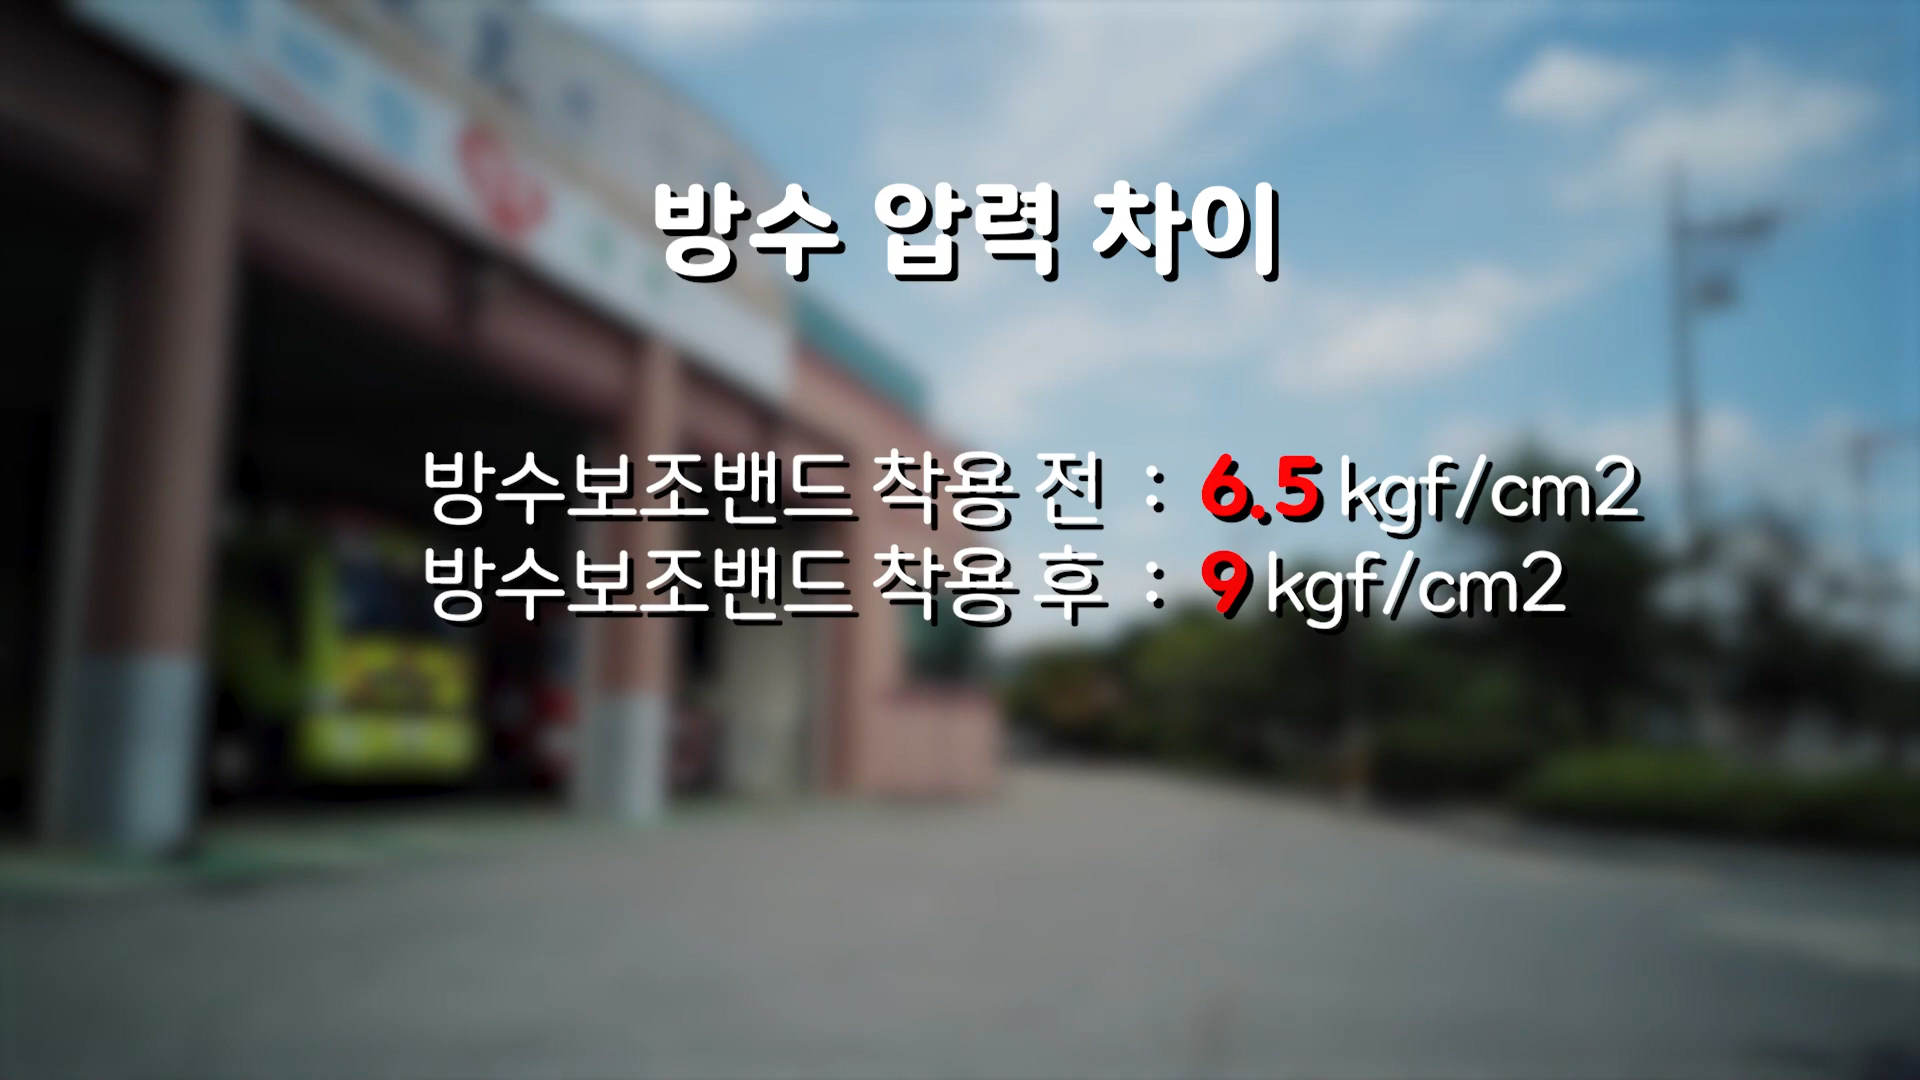 방수 압력 차이
방수보조밴드 착용 전 : 6.5 kgf/cm2
방수보조밴드 착용 후 : 9 kgf/cm2